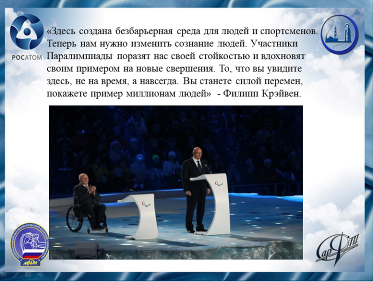 «Здесь создана безбарьерная среда для людей и спортсменов.
Теперь нам нужно изменить сознание людей. Участники
Паралимпиады поразят нас своей стойкостью и вдохновят
своим примером на новые свершения. То, что вы увидите
здесь, не на время, а навсегда. Вы станете силой перемен,
покажете пример миллионам людей» - Филипп Крэйвен.
РОСАТОМ